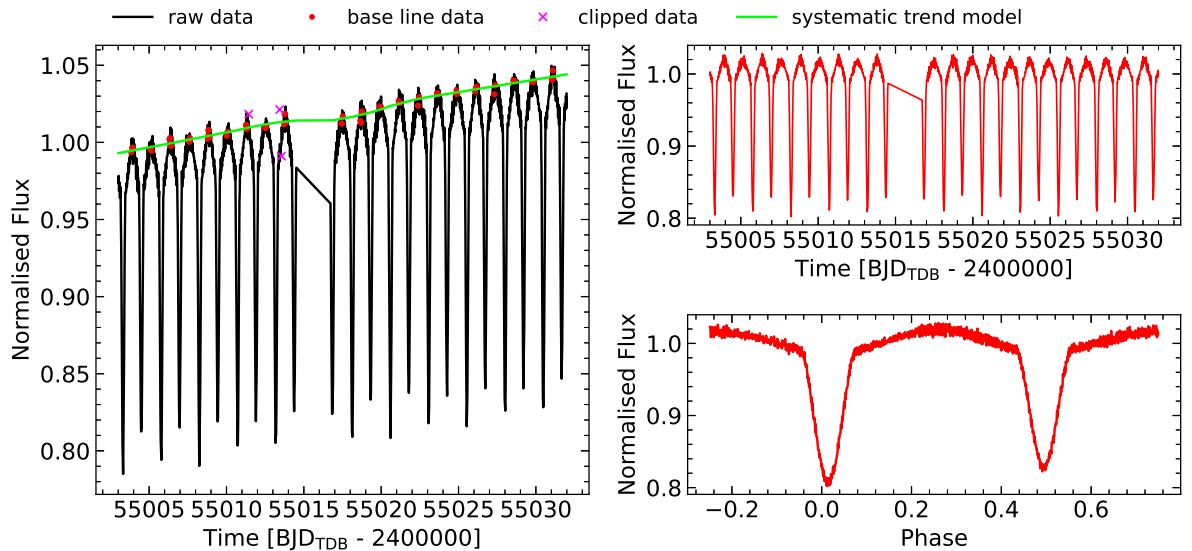 raw data base line data clipped data systematic trend model
1.05
1.00
0.95
0.90
0.85
0.80
Normalised Flux
55005 55010 55015 55020 55025 55030
Time [BJD_TDB - 2400000]
1.0
0.9
0.8
Normalised Flux
55005 55010 55015 55020 55025 55030
Time [BJD_TDB - 2400000]
1.0
0.9
0.8
Normalised Flux
−0.2 0.0 0.2 0.4 0.6
Phase